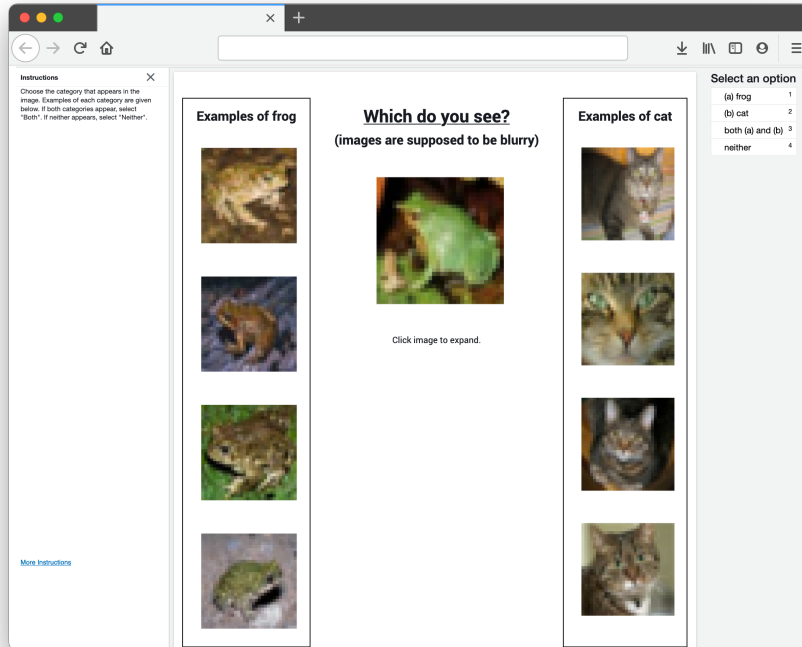 Instructions
Choose the category that appears in the
image. Examples of each category are given
below. If both categories appear, select
"Both". If neither appears, select "Neither".
More Instructions
Examples of frog
Which do you see?
(images are supposed to be blurry)
Click image to expand.
Examples of cat
Select an option
(a) frog 1
(b) cat 2
both (a) and (b) 3
neither 4